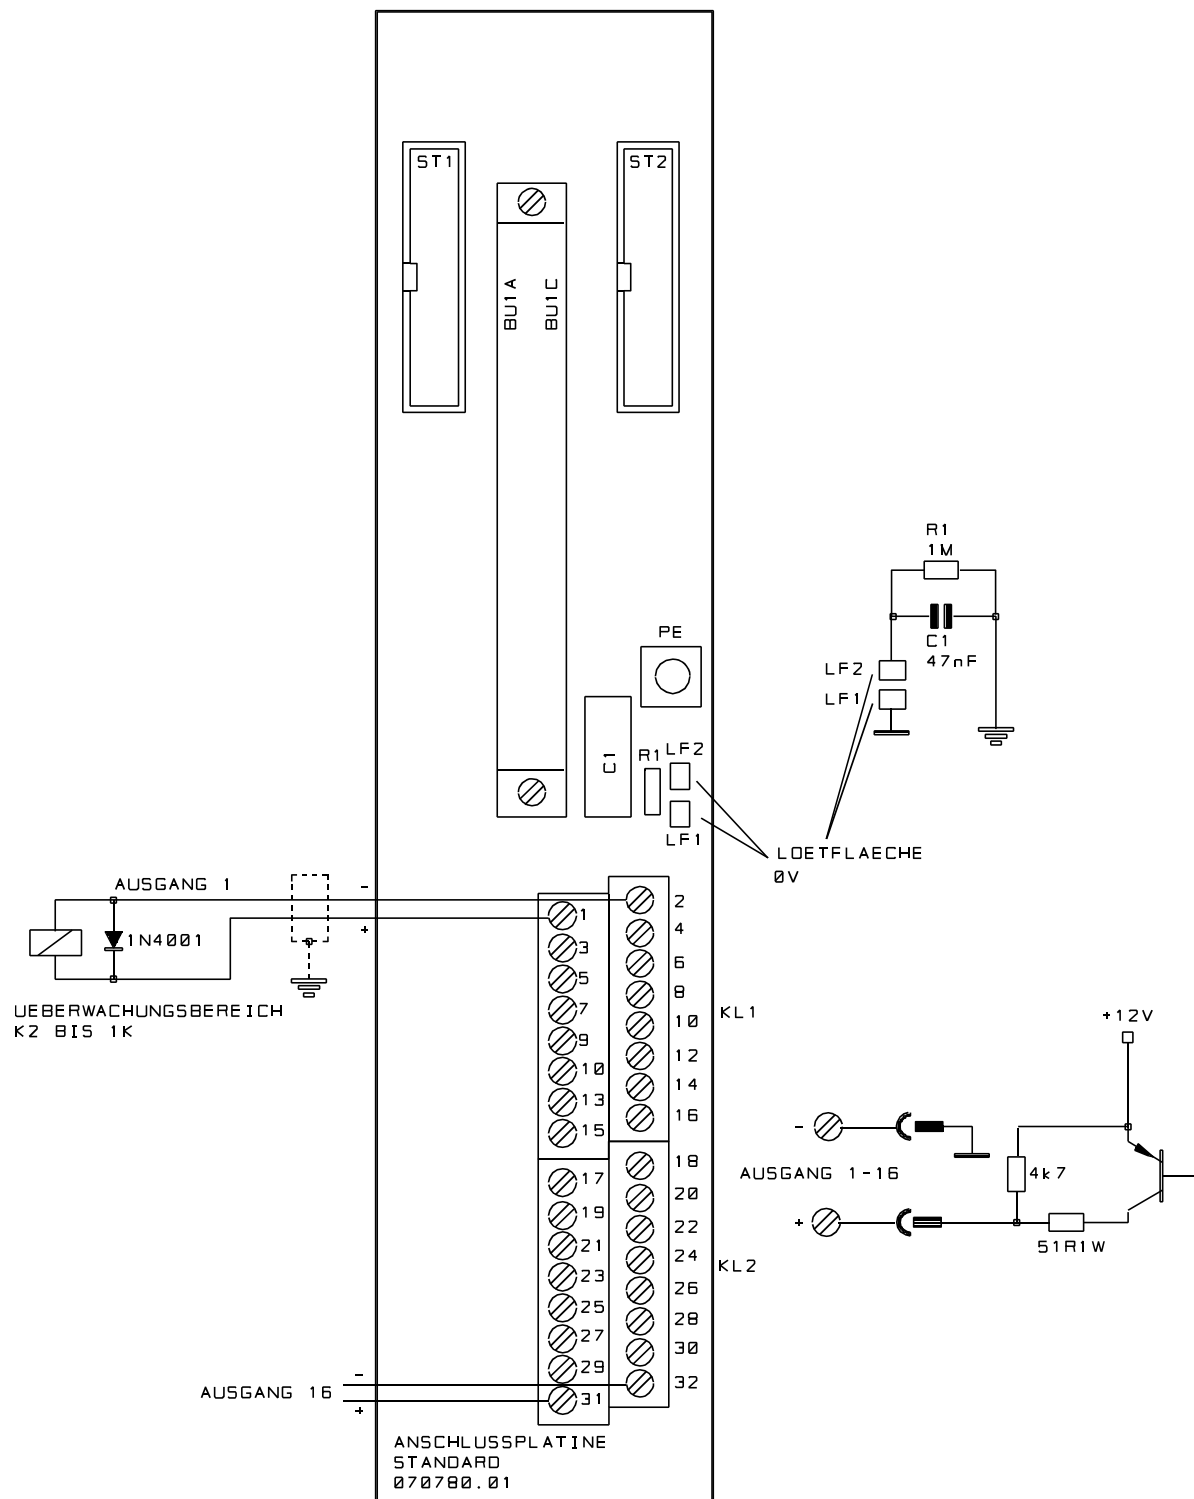 ST1
ST2
BU1A
BU1C
R1
1M
C1
47nF
LF2
LF1
PE
C1
R1
LF2
LF1
LOETFLAECHE
0V
AUSGANG 1
-
+
1N4001
UEBERWACHUNGSBEREICH
K2 BIS 1K
1
2
3
4
5
6
7
8
9
10
10
12
13
14
15
16
KL1
17
18
19
20
21
22
23
24
25
26
27
28
29
30
31
32
KL2
+12V
-
AUSGANG 1-16
4k7
+
51R1W
-
AUSGANG 16
+
ANSCHLUSSPLATINE
STANDARD
070780.01